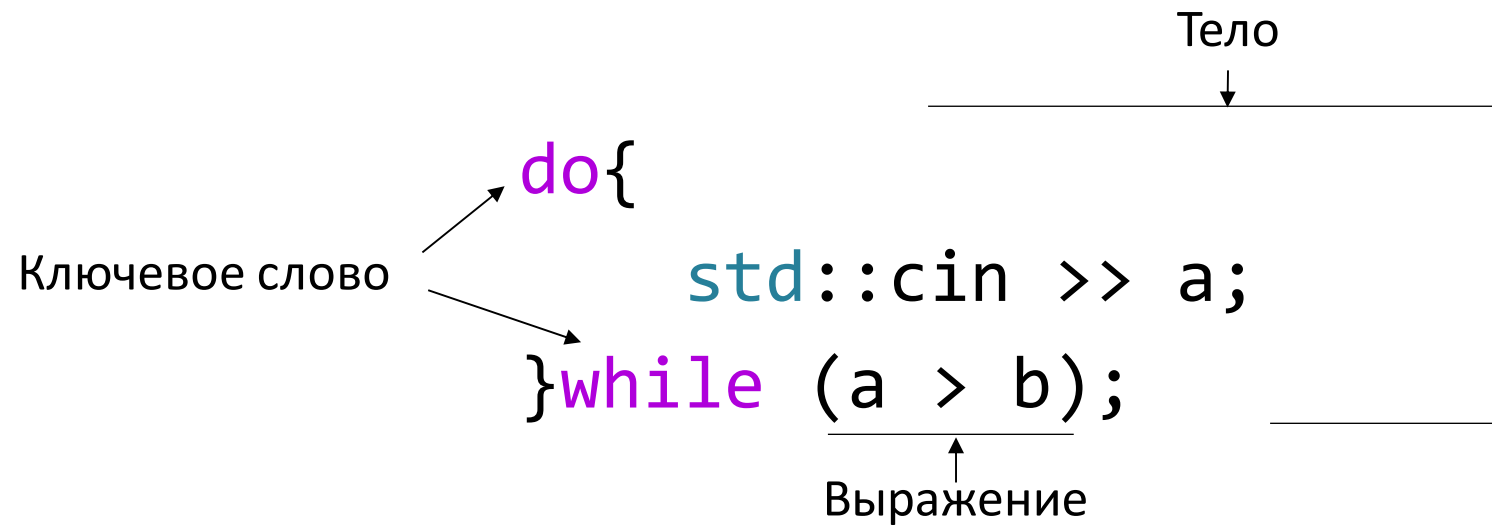 Тело
do{
Ключевое слово
std::cin >> a;
}while (a > b);
Выражение